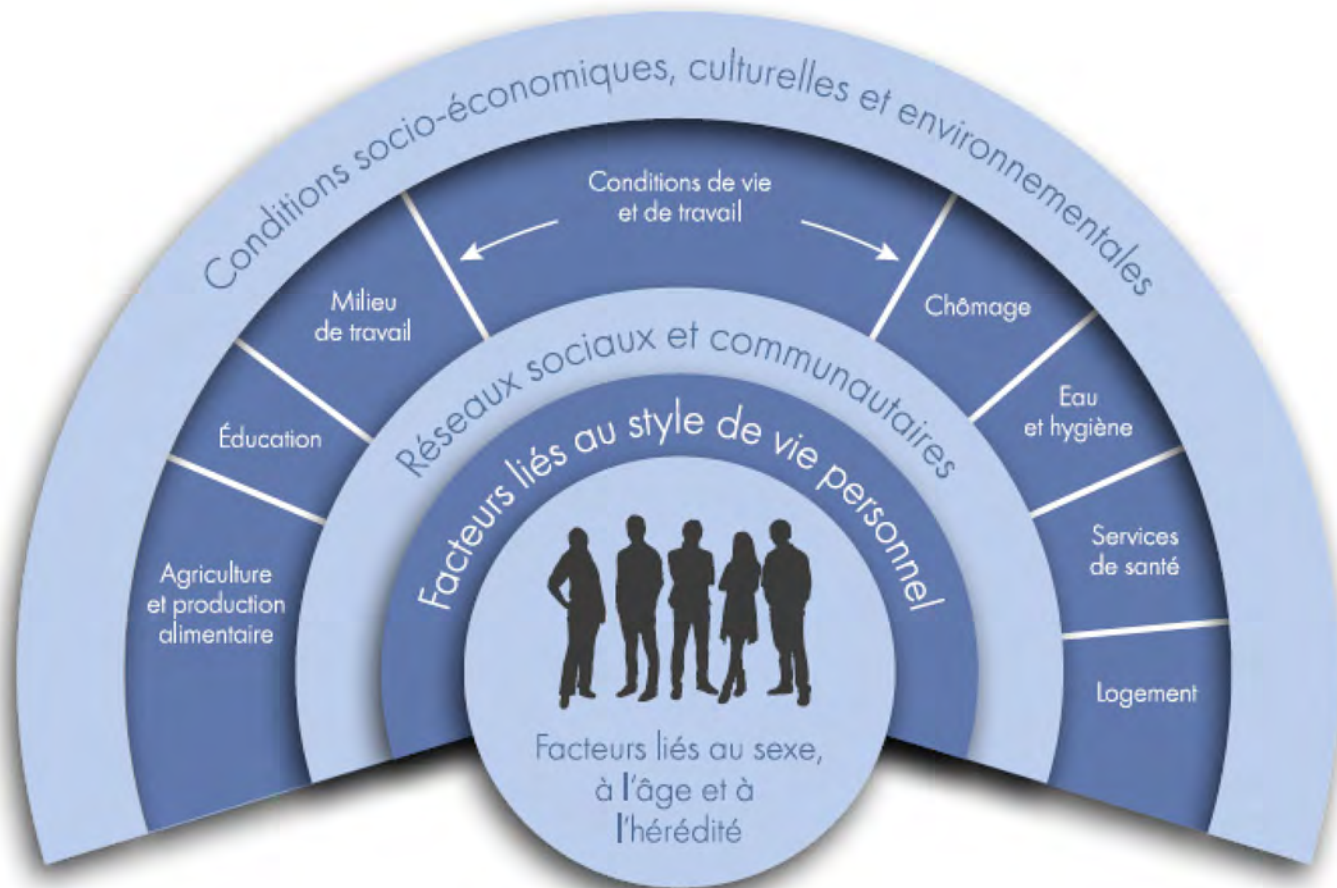 Conditions socio-économiques, culturelles et environnementales
Conditions de vie
et de travail
Milieu
de travail
Chômage
Éducation
Eau
et hygiène
Agriculture
et production
alimentaire
Services
de santé
Logement
Réseaux sociaux et communautaires
Facteurs liés au style de vie personnel
Facteurs liés au sexe,
à l'âge et à
l'hérédité